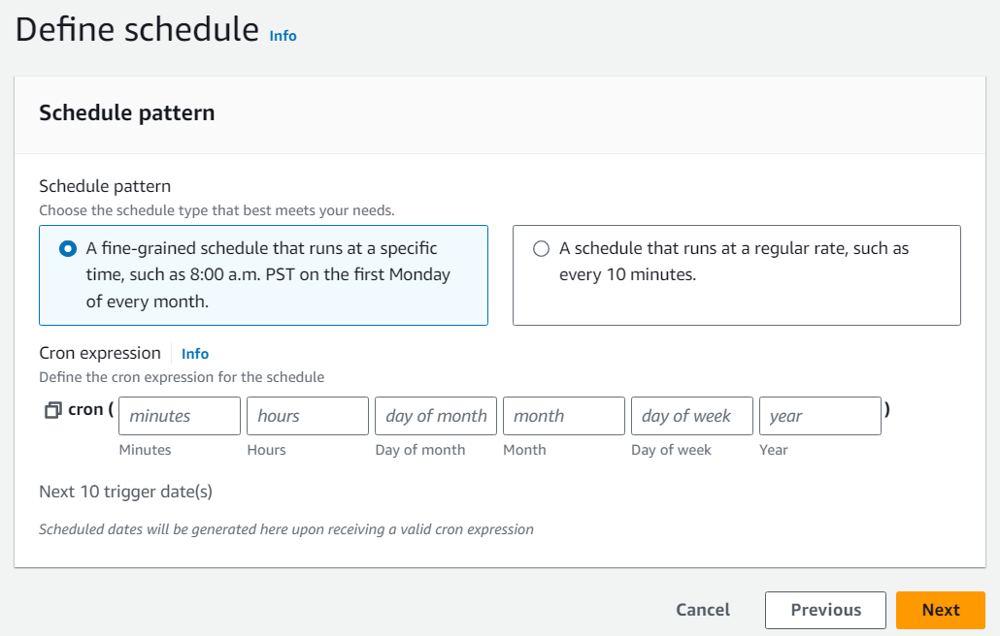 Define schedule Info
Schedule pattern
Schedule pattern
Choose the schedule type that best meets your needs.
A fine-grained schedule that runs at a specific
time, such as 8:00 a.m. PST on the first Monday
of every month.
A schedule that runs at a regular rate, such as
every 10 minutes.
Cron expression Info
Define the cron expression for the schedule
cron ( minutes hours day of month month day of week year )
Minutes Hours Day of month Month Day of week Year
Next 10 trigger date(s)
Scheduled dates will be generated here upon receiving a valid cron expression
Cancel Previous Next